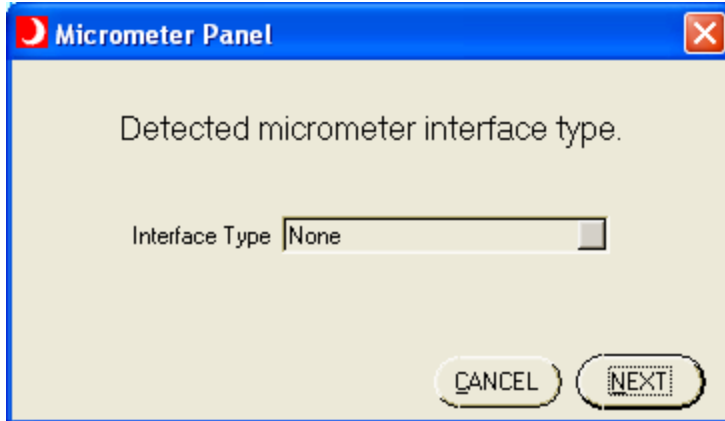 Micrometer Panel
Detected micrometer interface type.
Interface Type None
CANCEL NEXT